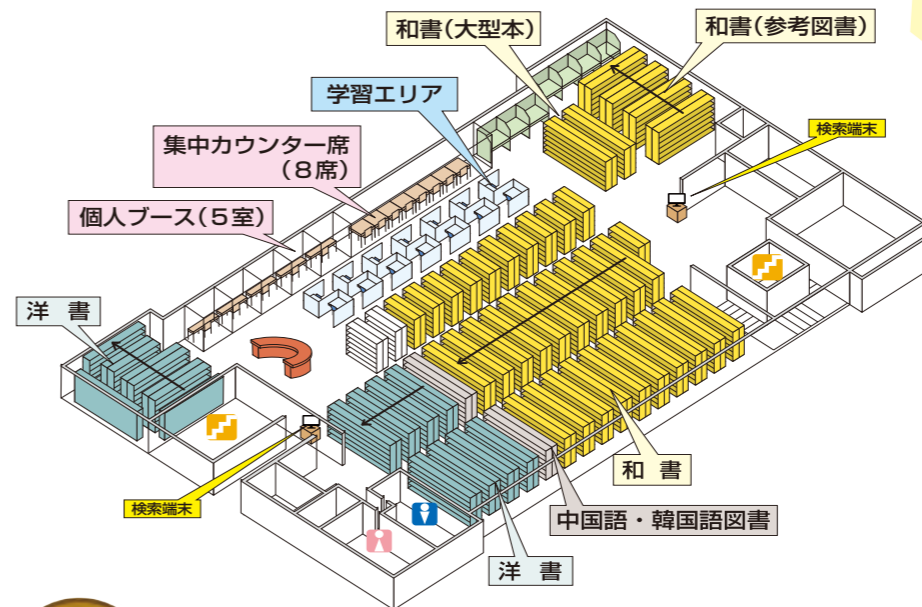 和書(大型本)
和書(参考図書)
学習エリア
検索端末
集中カウンター席
(8席)
個人ブース(5室)
洋 書
和 書
検索端末
中国語・韓国語図書
洋 書